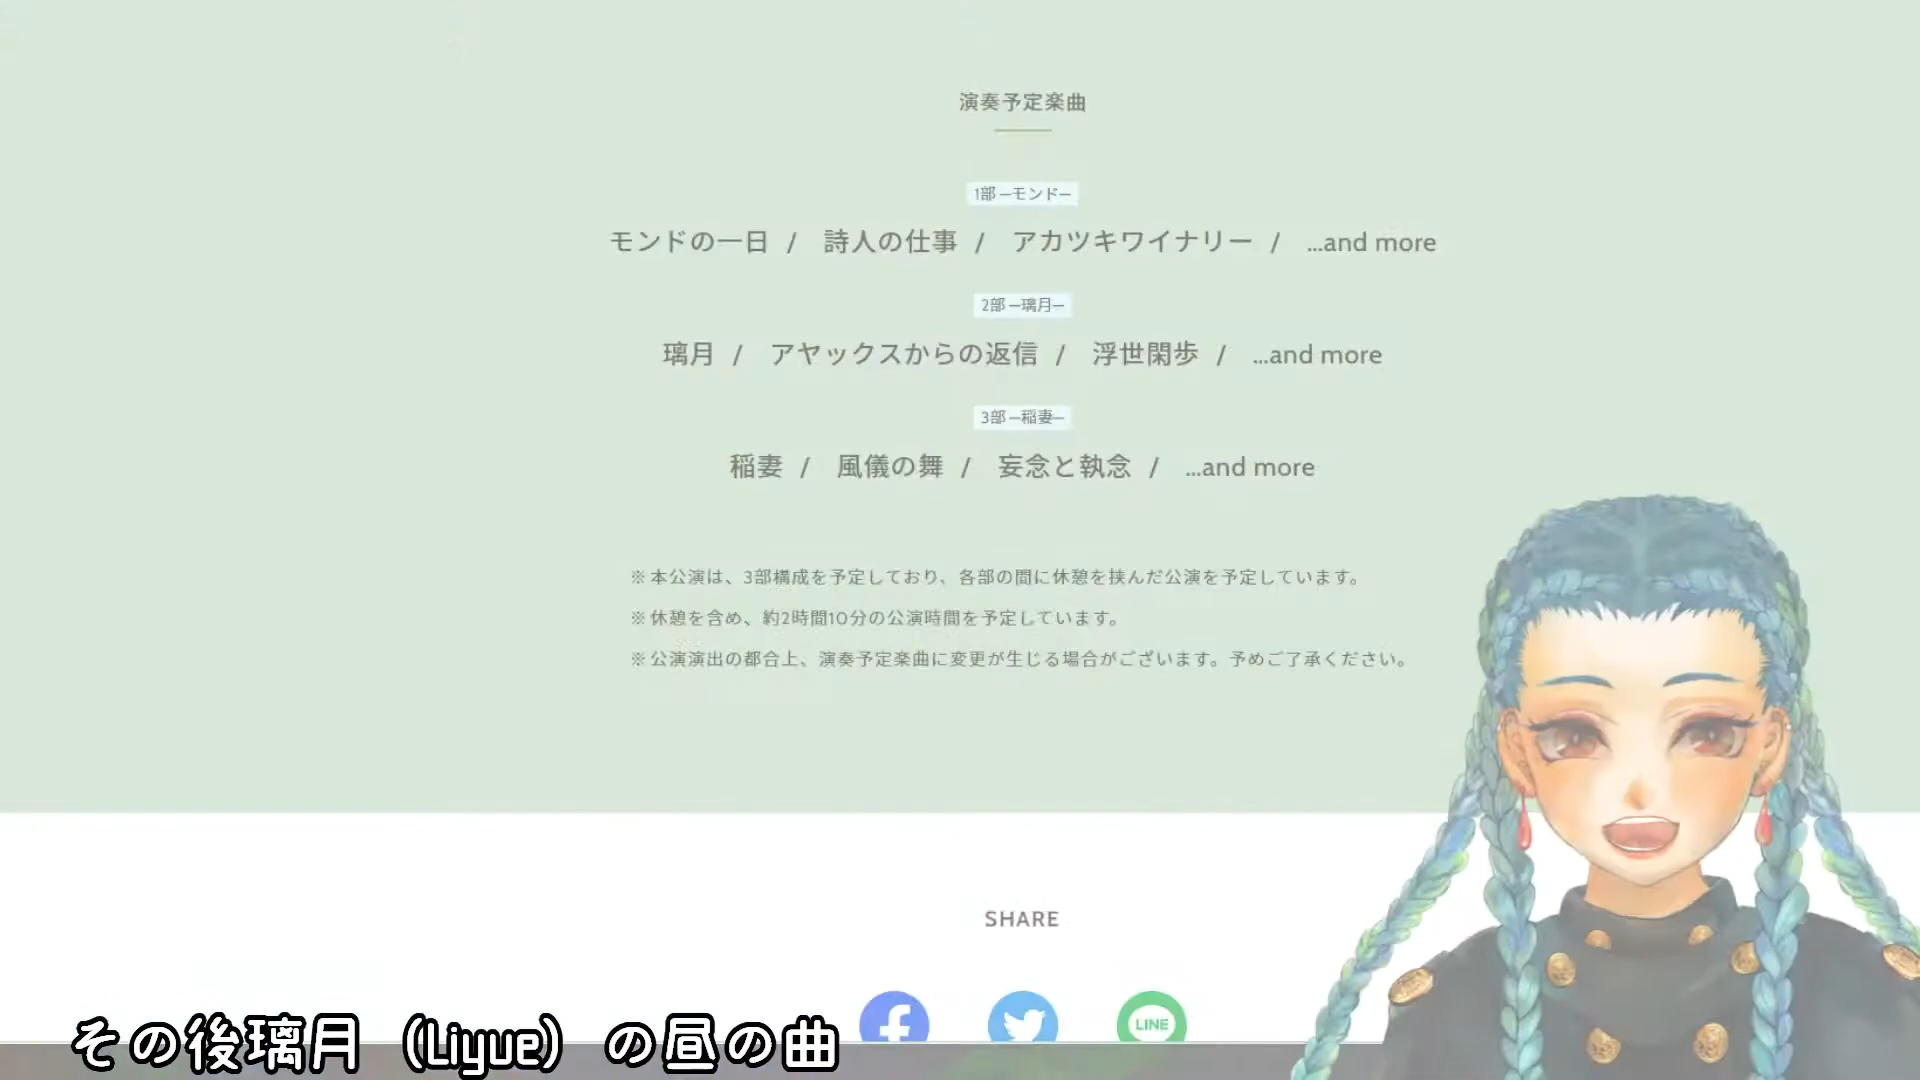 演奏予定楽曲
1部 ーモンドー
モンドの一日 / 詩人の仕事 / アカツキワイナリー / ...and more
2部 ー璃月ー
璃月 / アヤックスからの返信 / 浮世閑歩 / ...and more
3部 ー稲妻ー
稲妻 / 風儀の舞 / 妄念と執念 / ...and more
※ 本公演は、3部構成を予定しており、各部の間に休憩を挟んだ公演を予定しています。
※ 休憩を含め、約2時間10分の公演時間を予定しています。
※ 公演演出の都合上、演奏予定楽曲に変更が生じる場合がございます。予めご了承ください。
SHARE
LINE
その後璃月（Liyue）の昼の曲